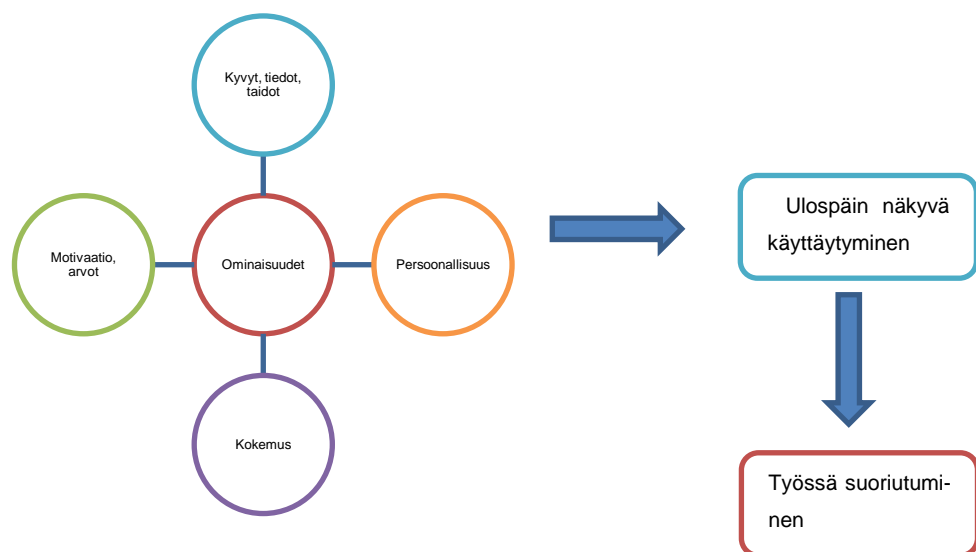 Kyvyt, tiedot,
taidot
Motivaatio,
arvot
Ominaisuudet
Persoonallisuus
Kokemus
Ulospäin näkyvä
käyttäytyminen
Työssä suoriutumi-
nen